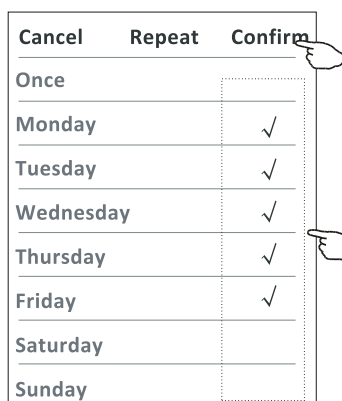 Cancel Repeat Confirm
Once
Monday √
Tuesday √
Wednesday √
Thursday √
Friday √
Saturday
Sunday